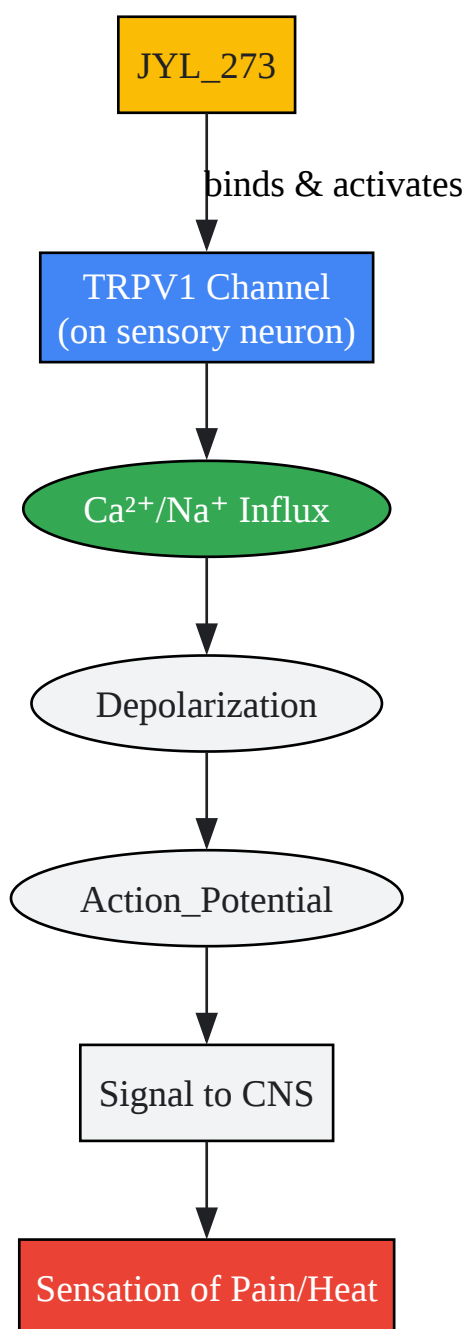 JYL_273
binds & activates
TRPV1 Channel
(on sensory neuron)
Ca²⁺/Na⁺ Influx
Depolarization
Action_Potential
Signal to CNS
Sensation of Pain/Heat